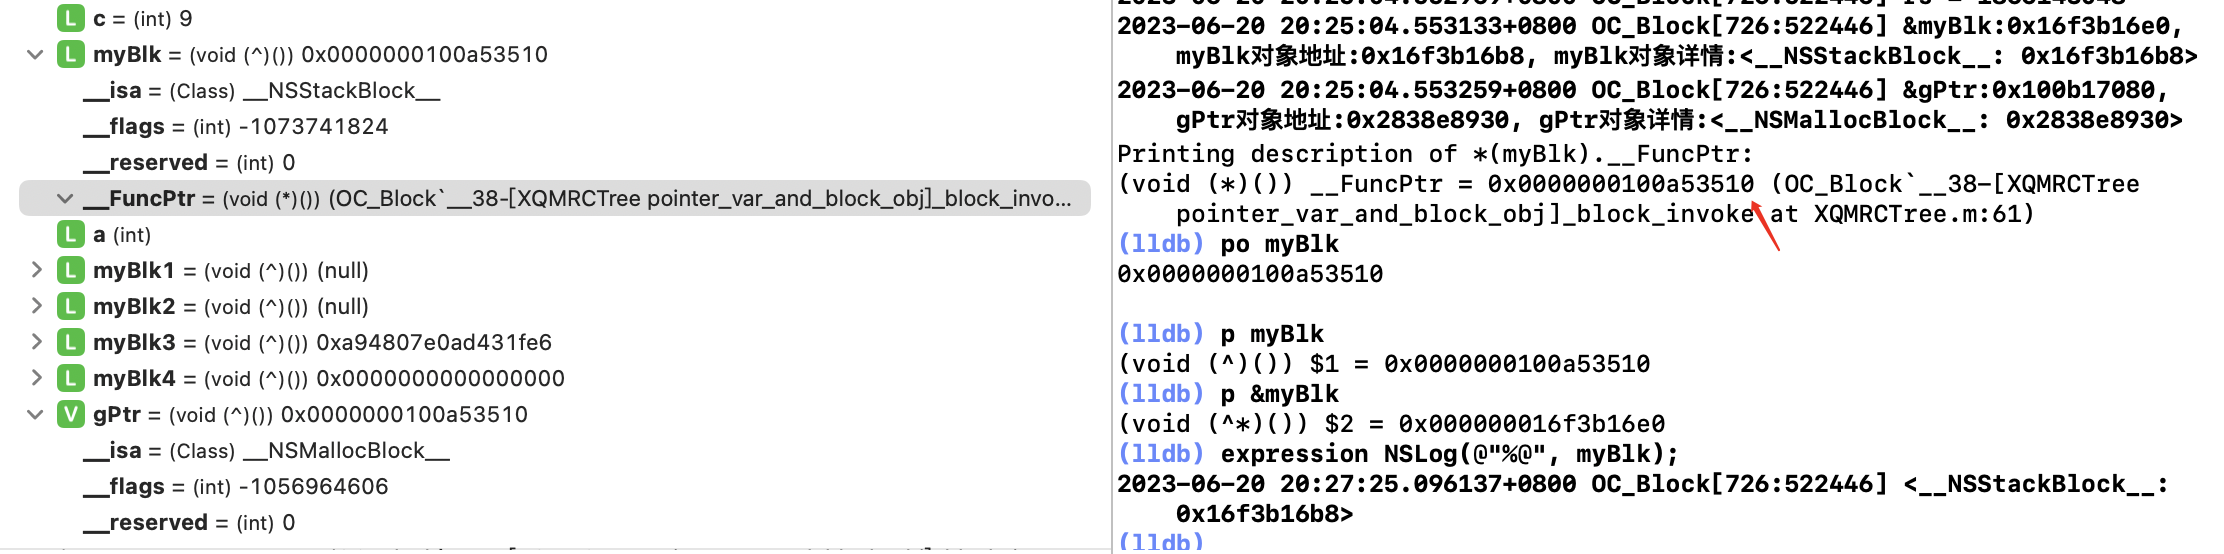 c = (int) 9
myBlk = (void (^)()) 0x0000000100a53510
__isa = (Class) __NSStackBlock__
__flags = (int) -1073741824
__reserved = (int) 0
__FuncPtr = (void (*)()) (OC_Block`__38-[XQMRCTree pointer_var_and_block_obj]_block_invo...
a (int)
myBlk1 = (void (^)()) (null)
myBlk2 = (void (^)()) (null)
myBlk3 = (void (^)()) 0xa94807e0ad431fe6
myBlk4 = (void (^)()) 0x0000000000000000
gPtr = (void (^)()) 0x0000000100a53510
__isa = (Class) __NSMallocBlock__
__flags = (int) -1056964606
__reserved = (int) 0
2023-06-20 20:25:04.553133+0800 OC_Block[726:522446] &myBlk:0x16f3b16e0,
myBlk对象地址:0x16f3b16b8, myBlk对象详情:<__NSStackBlock__: 0x16f3b16b8>
2023-06-20 20:25:04.553259+0800 OC_Block[726:522446] &gPtr:0x100b17080,
gPtr对象地址:0x2838e8930, gPtr对象详情:<__NSMallocBlock__: 0x2838e8930>
Printing description of *(myBlk).__FuncPtr:
(void (*)()) __FuncPtr = 0x0000000100a53510 (OC_Block`__38-[XQMRCTree
pointer_var_and_block_obj]_block_invoke at XQMRCTree.m:61)
(lldb) po myBlk
0x0000000100a53510
(lldb) p myBlk
(void (^)()) $1 = 0x0000000100a53510
(lldb) p &myBlk
(void (^*)()) $2 = 0x000000016f3b16e0
(lldb) expression NSLog(@"%@", myBlk);
2023-06-20 20:27:25.096137+0800 OC_Block[726:522446] <__NSStackBlock__:
0x16f3b16b8>
(lldb)